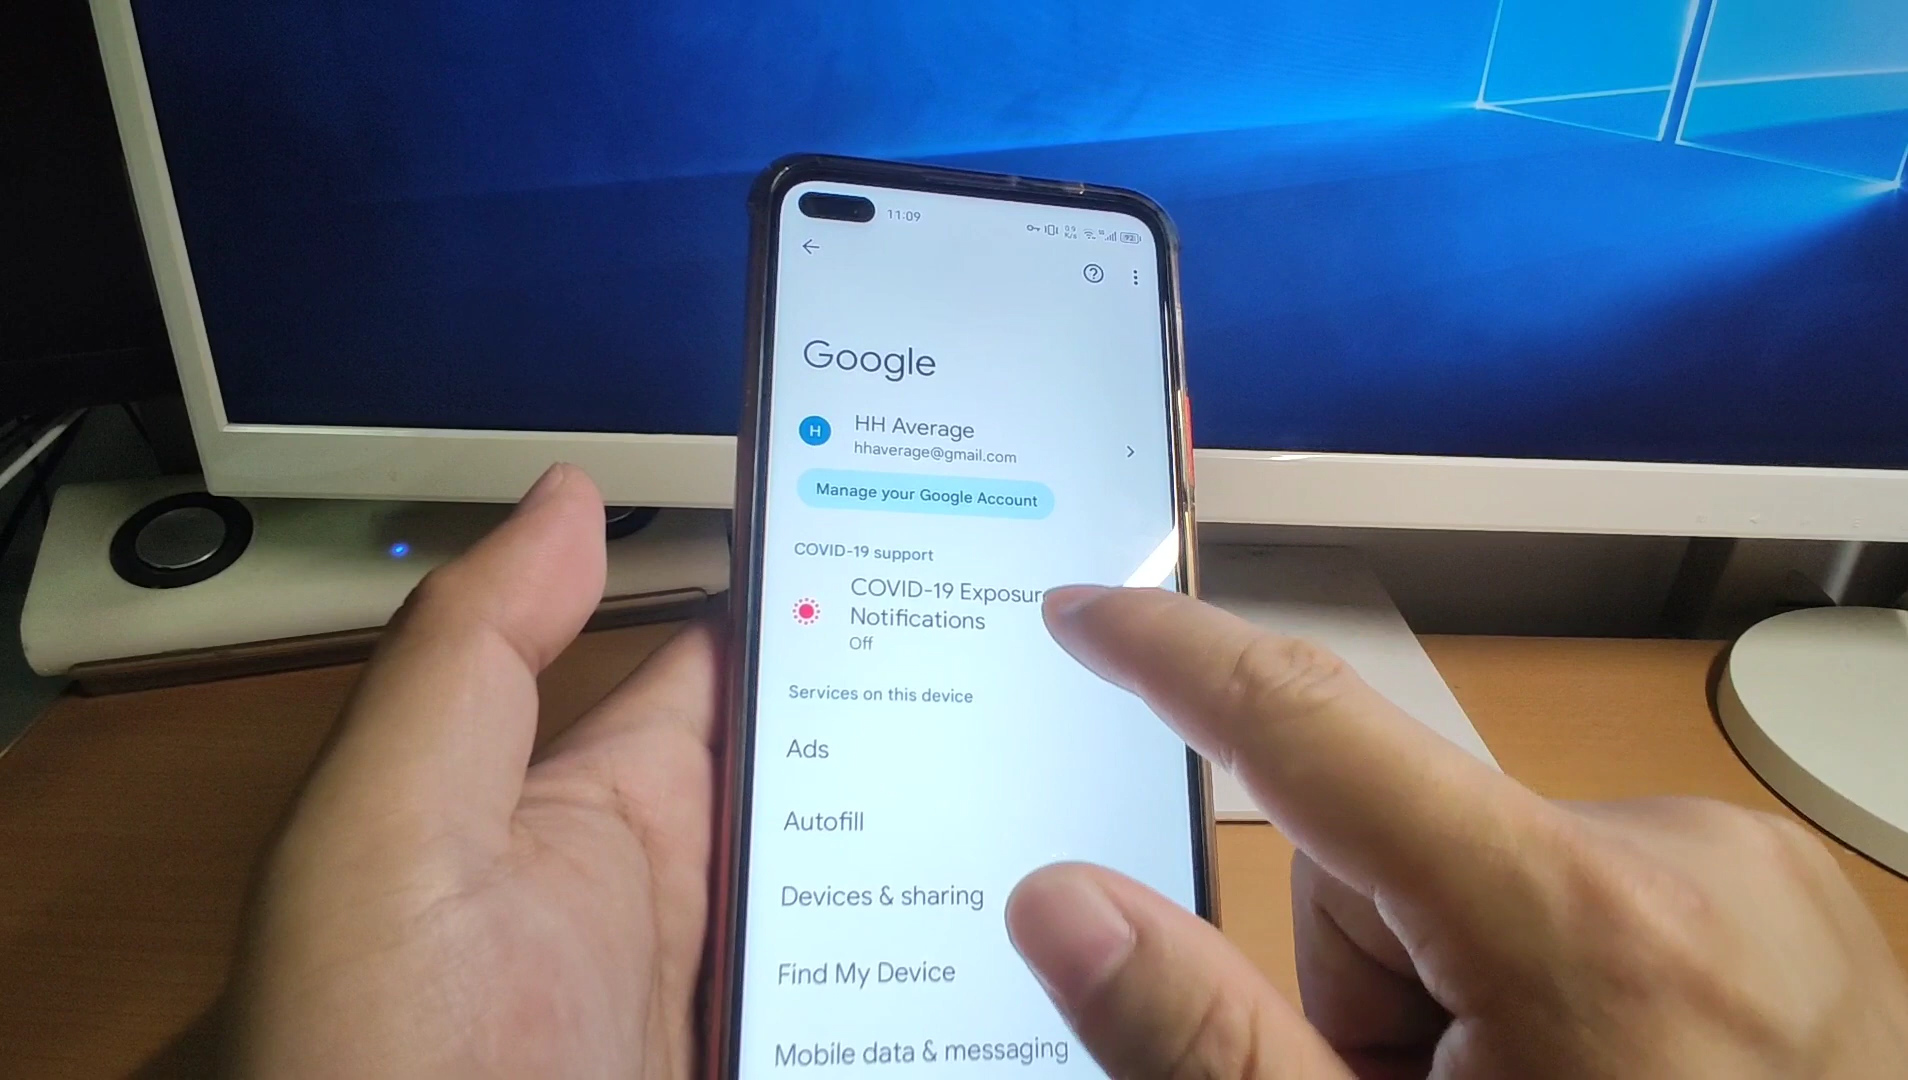 11:09
Google
H
HH Average
hhaverage@gmail.com
Manage your Google Account
COVID-19 support
COVID-19 Exposur
Notifications
Off
Services on this device
Ads
Autofill
Devices & sharing
Find My Device
Mobile data & messaging